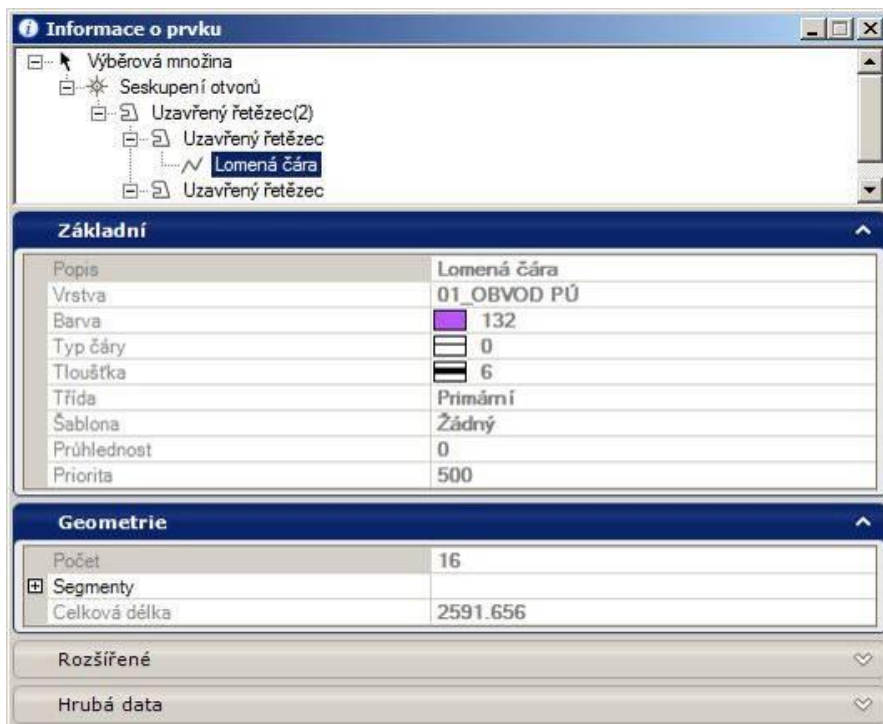 Informace o prvku
Výběrová množina
Seskupení otvorů
Uzavřený řetězec(2)
Uzavřený řetězec
Lomená čára
Uzavřený řetězec
Základní
Popis Lomená čára
Vrstva 01_OBVOD PÚ
Barva 132
Typ čáry 0
Tloušťka 6
Třída Primární
Šablona Žádný
Průhlednost 0
Priorita 500
Geometrie
Počet 16
Segmenty
Celková délka 2591.656
Rozšířené
Hrubá data